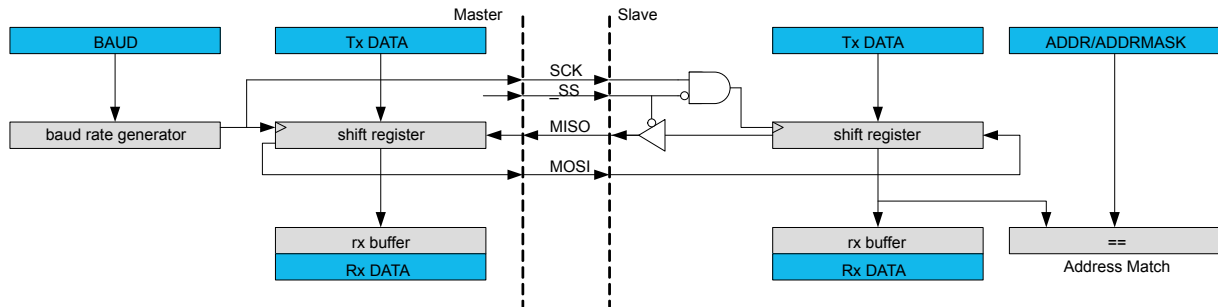 Master
Slave
BAUD
Tx DATA
Tx DATA
ADDR/ADDRMASK
SCK
_SS
baud rate generator
shift register
MISO
shift register
MOSI
rx buffer
rx buffer
==
Rx DATA
Rx DATA
Address Match